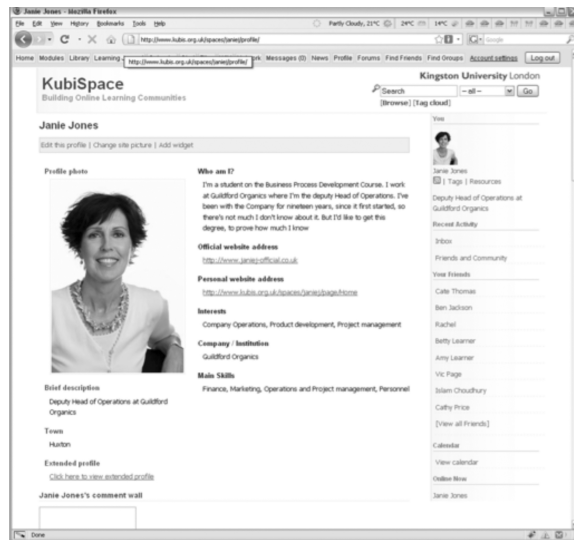 Janie Jones - Mozilla Firefox
File Edit View History Bookmarks Tools Help
Partly Cloudy, 21°C 24°C 14°C
http://www.kubis.org.uk/spaces/janiej/profile/
Google
Home Modules Library Learning
http://www.kubis.org.uk/spaces/janiej/profile/
Messages (0) News Profile Forums Find Friends Find Groups Account settings Log out
KubiSpace
Building Online Learning Communities
Kingston University London
Search -- all -- Go
[Browse] [Tag cloud]
Janie Jones
Edit this profile | Change site picture | Add widget
Profile photo
Brief description
Deputy Head of Operations at Guildford
Organics
Town
Huxton
Extended profile
Click here to view extended profile
Janie Jones's comment wall
Who am I?
I'm a student on the Business Process Development Course. I work
at Guildford Organics where I'm the deputy Head of Operations. I've
been with the Company for nineteen years, since it first started, so
there's not much I don't know about it. But I'd like to get this
degree, to prove how much I know
Official website address
http://www.janiej-official.co.uk
Personal website address
http://www.kubis.org.uk/spaces/janiej/page/Home
Interests
Company Operations, Product development, Project management
Company / Institution
Guildford Organics
Main Skills
Finance, Marketing, Operations and Project management, Personnel
You
Janie Jones
| Tags | Resources
Deputy Head of Operations at
Guildford Organics
Recent Activity
Inbox
Friends and Community
Your Friends
Cate Thomas
Ben Jackson
Rachel
Betty Learner
Amy Learner
Vic Page
Islam Choudhury
Cathy Price
[View all Friends]
Calendar
View calendar
Online Now
Janie Jones
Done